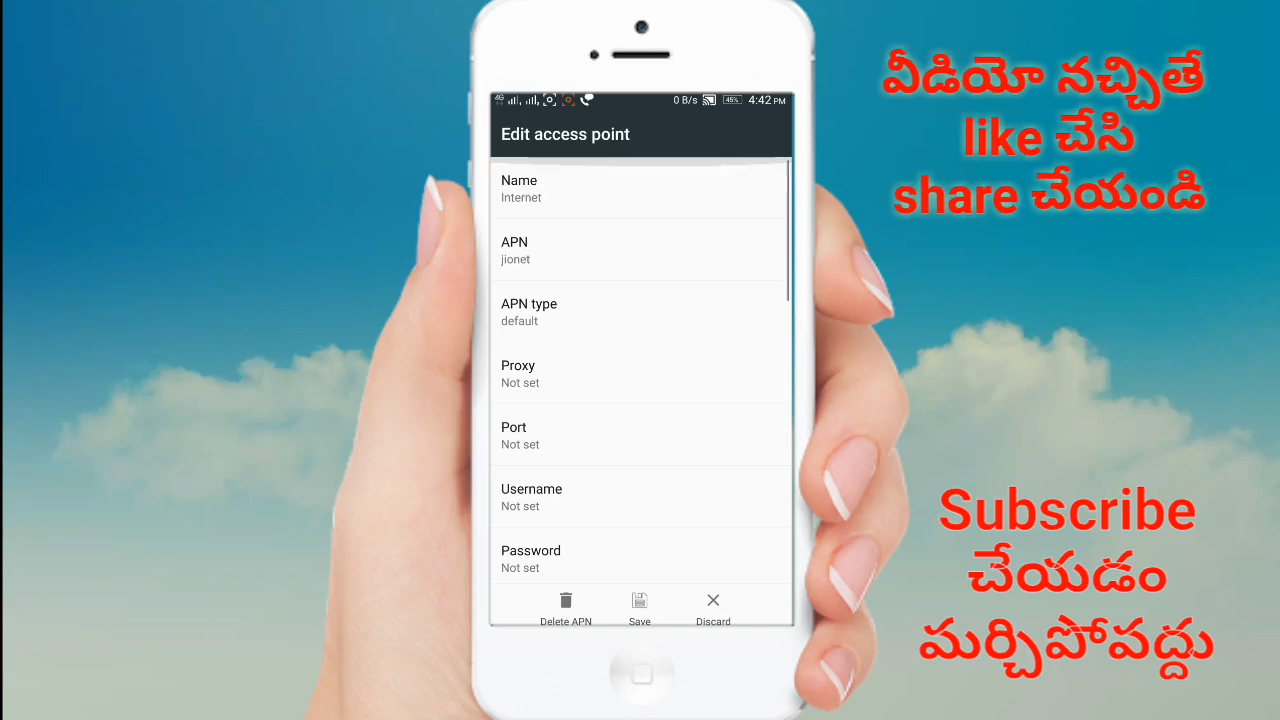 4G 0 B/s 45% 4:42 PM
Edit access point
Name
Internet
APN
jionet
APN type
default
Proxy
Not set
Port
Not set
Username
Not set
Password
Not set
Delete APN Save Discard
వీడియో నచ్చితే
like చేసి
share చేయండి
Subscribe
చేయడం
మర్చిపోవద్దు